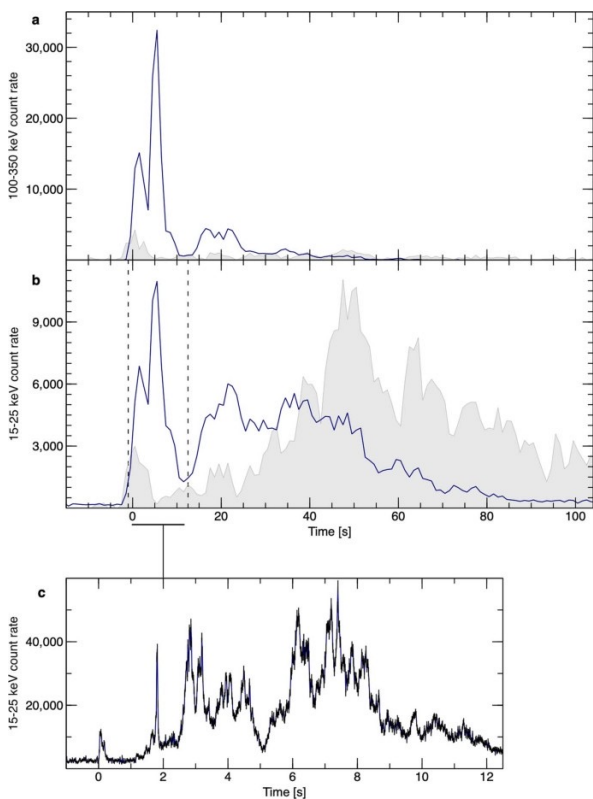 a
30,000
20,000
10,000
100-350 keV count rate
b
9,000
6,000
3,000
15-25 keV count rate
0 20 40 60 80 100
Time [s]
c
40,000
20,000
15-25 keV count rate
0 2 4 6 8 10 12
Time [s]